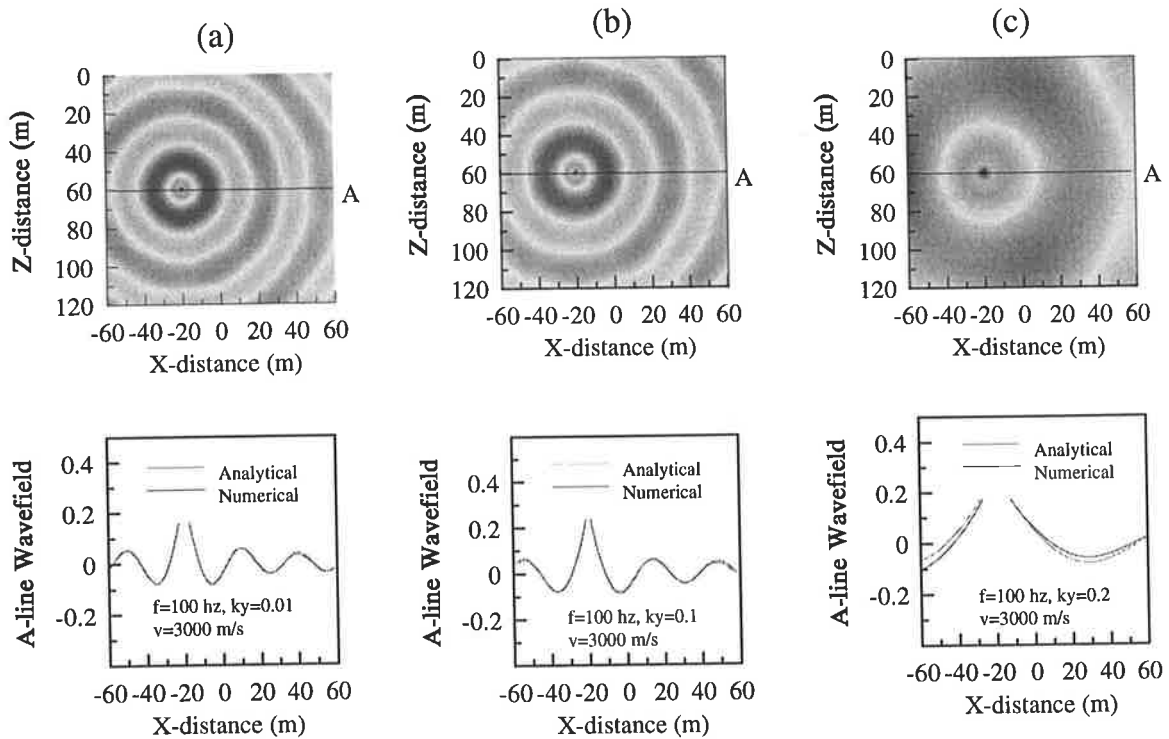 (a)
(b)
(c)
Z-distance (m)
0
20
40
60
80
100
120
A
-60 -40 -20 0 20 40 60
X-distance (m)
Z-distance (m)
0
20
40
60
80
100
120
A
-60 -40 -20 0 20 40 60
X-distance (m)
Z-distance (m)
0
20
40
60
80
100
120
A
-60 -40 -20 0 20 40 60
X-distance (m)
A-line Wavefield
0.4
0.2
0
-0.2
Analytical
Numerical
f=100 hz, ky=0.01
v=3000 m/s
-60 -40 -20 0 20 40 60
X-distance (m)
A-line Wavefield
0.4
0.2
0
-0.2
Analytical
Numerical
f=100 hz, ky=0.1
v=3000 m/s
-60 -40 -20 0 20 40 60
X-distance (m)
A-line Wavefield
0.4
0.2
0
-0.2
Analytical
Numerical
f=100 hz, ky=0.2
v=3000 m/s
-60 -40 -20 0 20 40 60
X-distance (m)